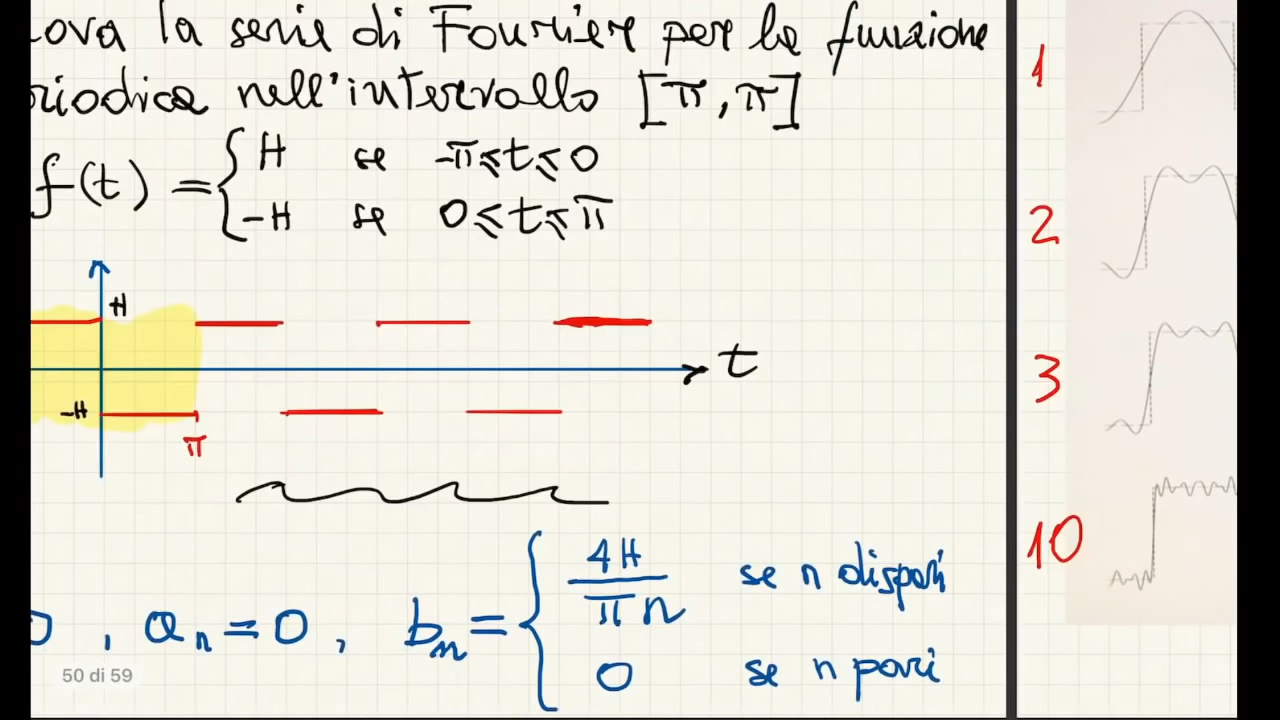 ova la serie di Fourier per la funzione
riodica nell'intervallo [π, π]
f(t) = { H se -π ≤ t ≤ 0
-H se 0 ≤ t ≤ π
H
t
-H
π
0, an = 0, bn = { 4H/πn se n dispari
0 se n pari
50 di 59
1
2
3
10